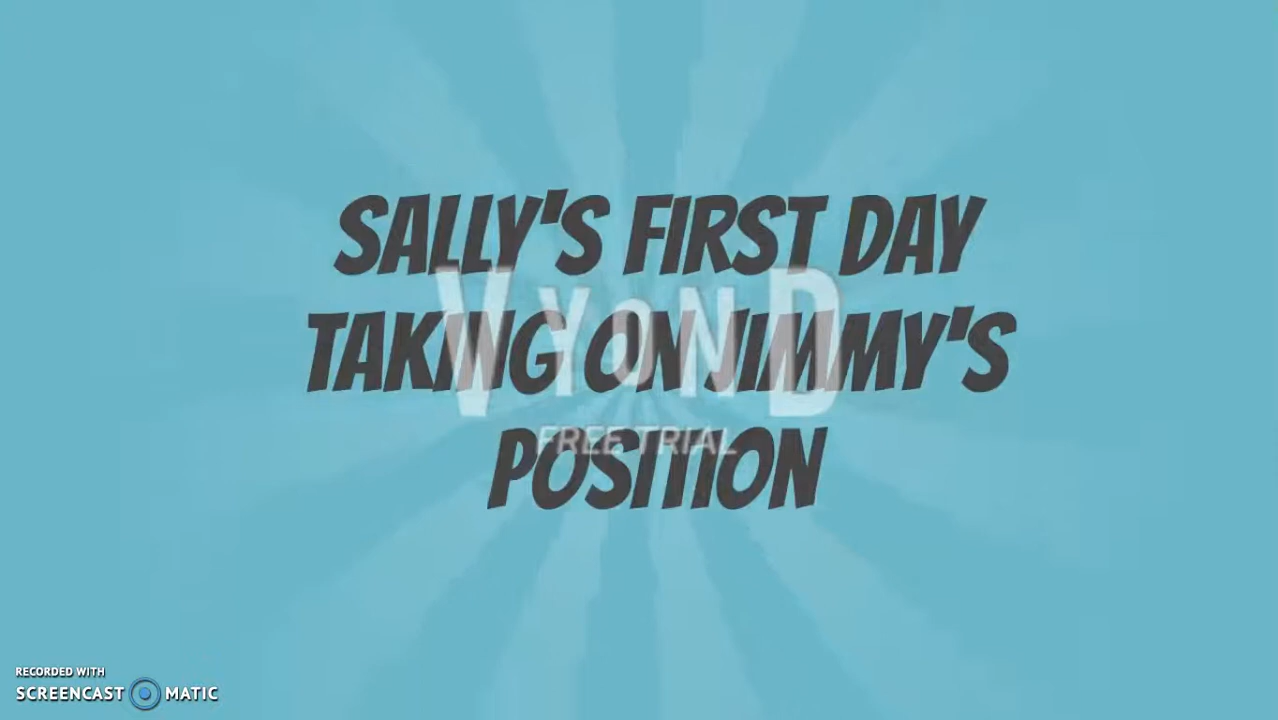 SALLY'S FIRST DAY
TAKING ON JIMMY'S
POSITION
VYOND
FREE TRIAL
RECORDED WITH
SCREENCAST MATIC